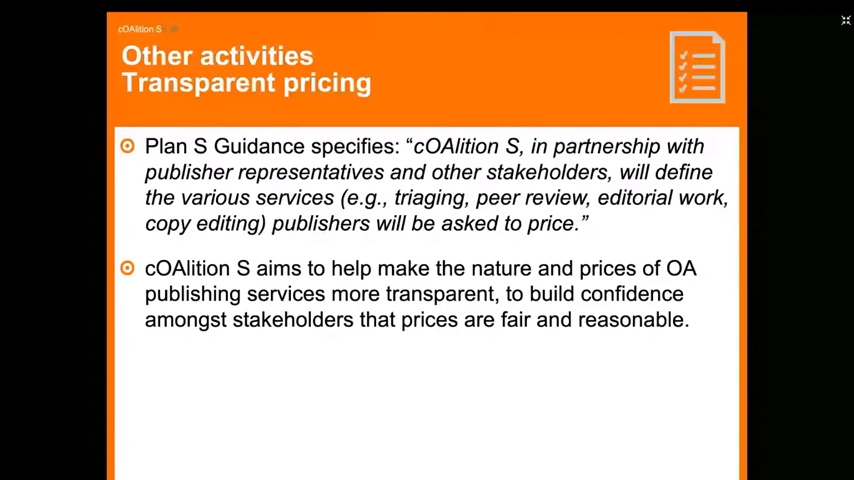 cOAlition S
Other activities
Transparent pricing
Plan S Guidance specifies: “cOAlition S, in partnership with
publisher representatives and other stakeholders, will define
the various services (e.g., triaging, peer review, editorial work,
copy editing) publishers will be asked to price.”
cOAlition S aims to help make the nature and prices of OA
publishing services more transparent, to build confidence
amongst stakeholders that prices are fair and reasonable.